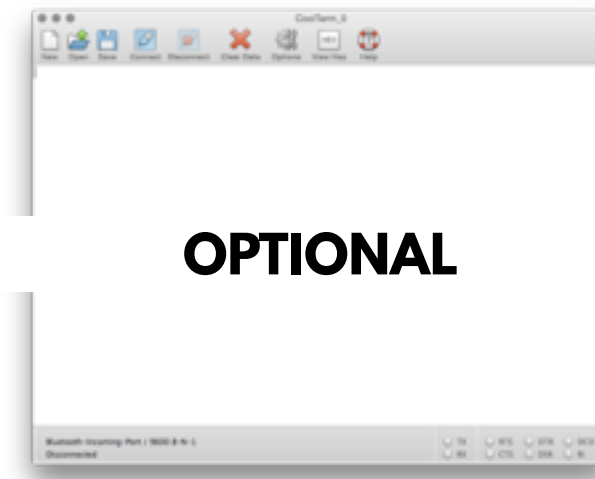 CoolTerm_0
New Open Save Connect Disconnect Clear Data Options View Hex Help
OPTIONAL
Bluetooth-Incoming-Port / 9600 8-N-1
Disconnected
TX RTS DTR DCD
RX CTS DSR RI